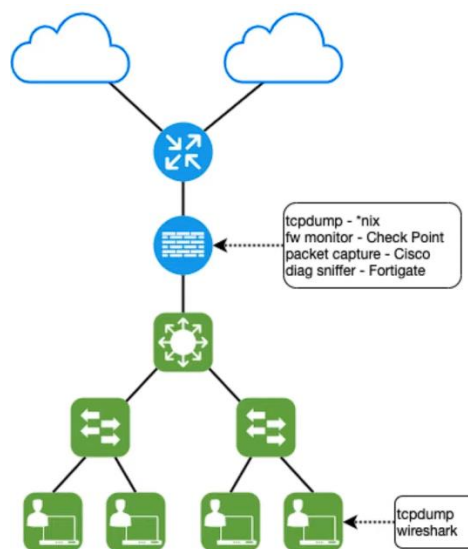 tcpdump - *nix
fw monitor - Check Point
packet capture - Cisco
diag sniffer - Fortigate
tcpdump
wireshark